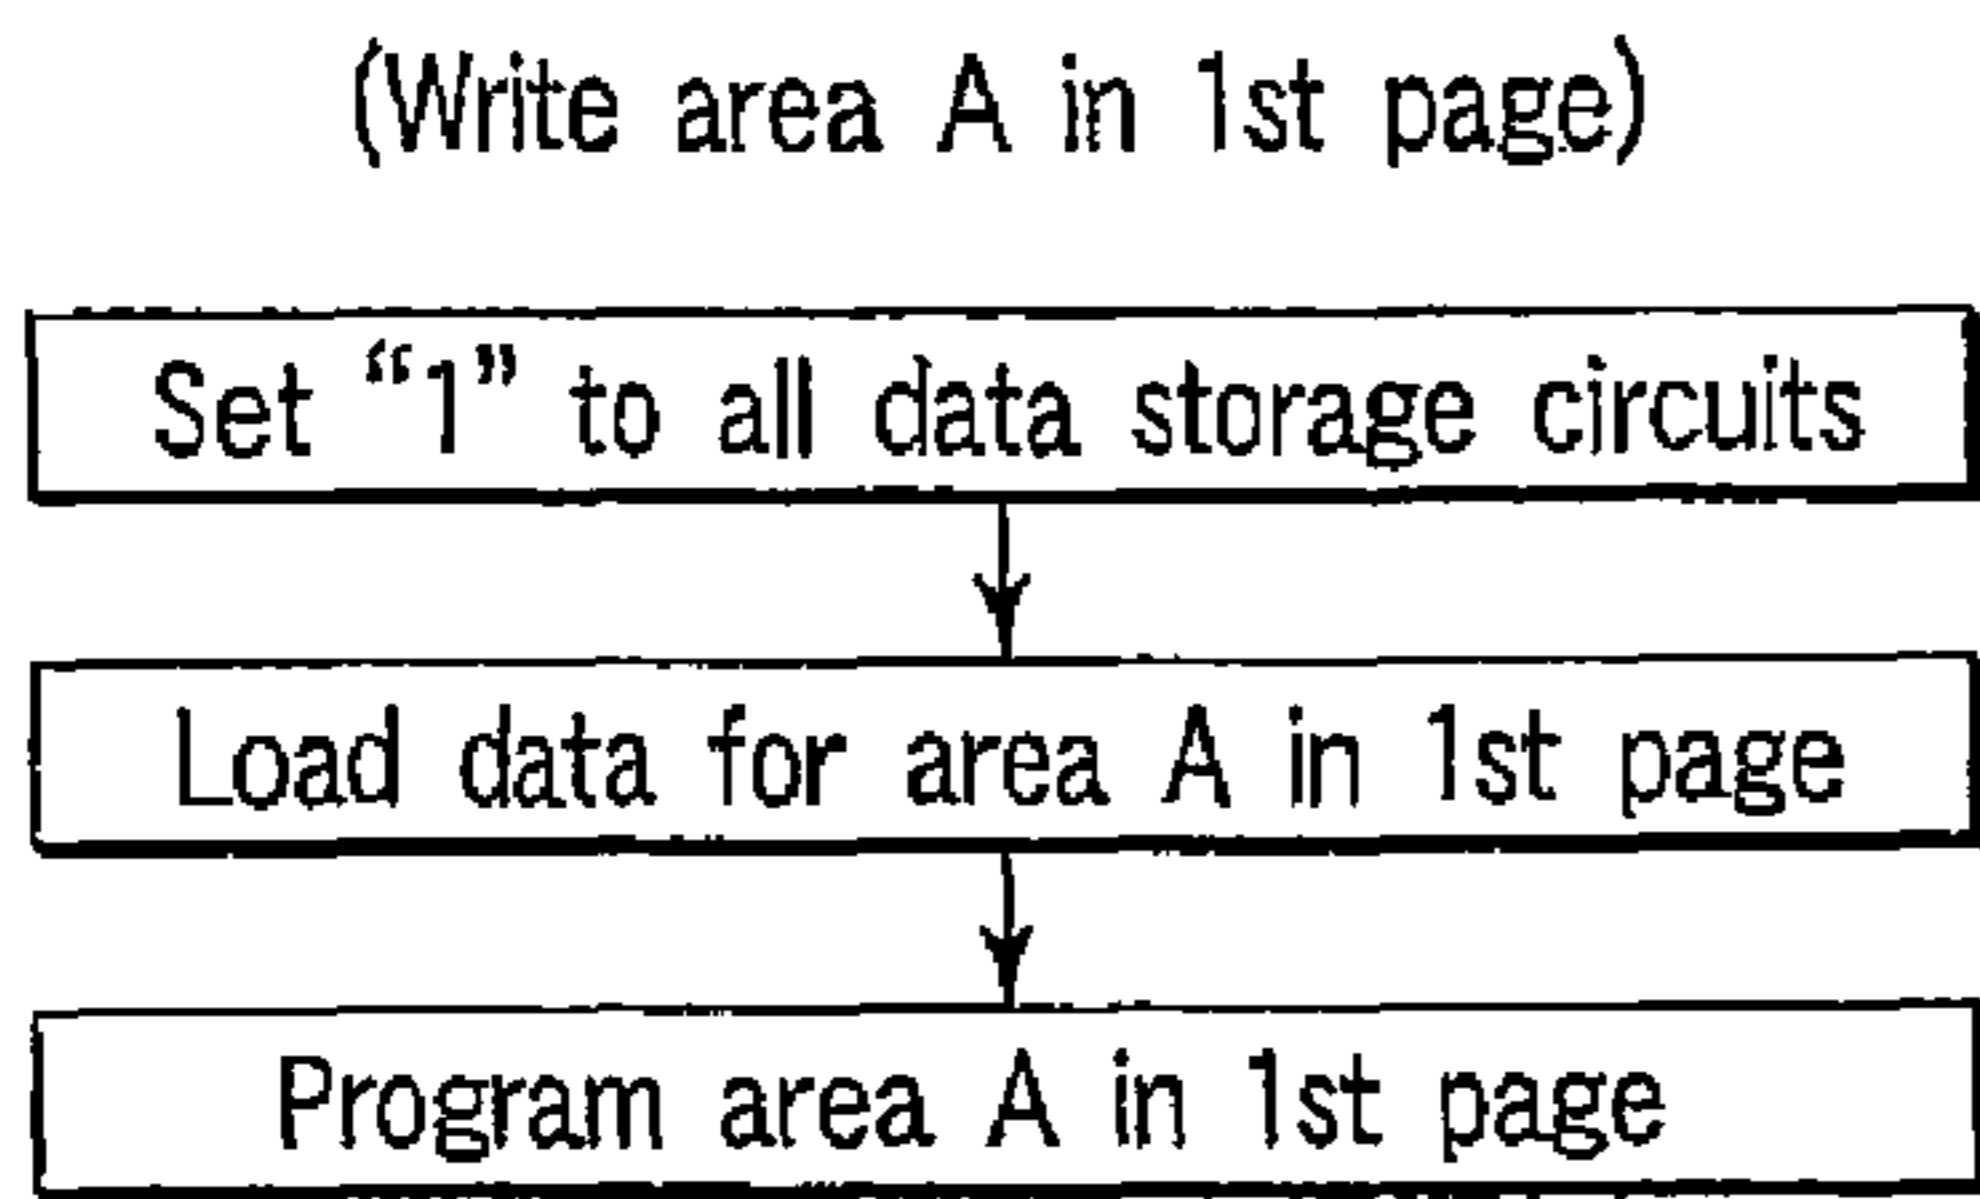 (Write area A in 1st page)
Set “1” to all data storage circuits
Load data for area A in 1st page
Program area A in 1st page